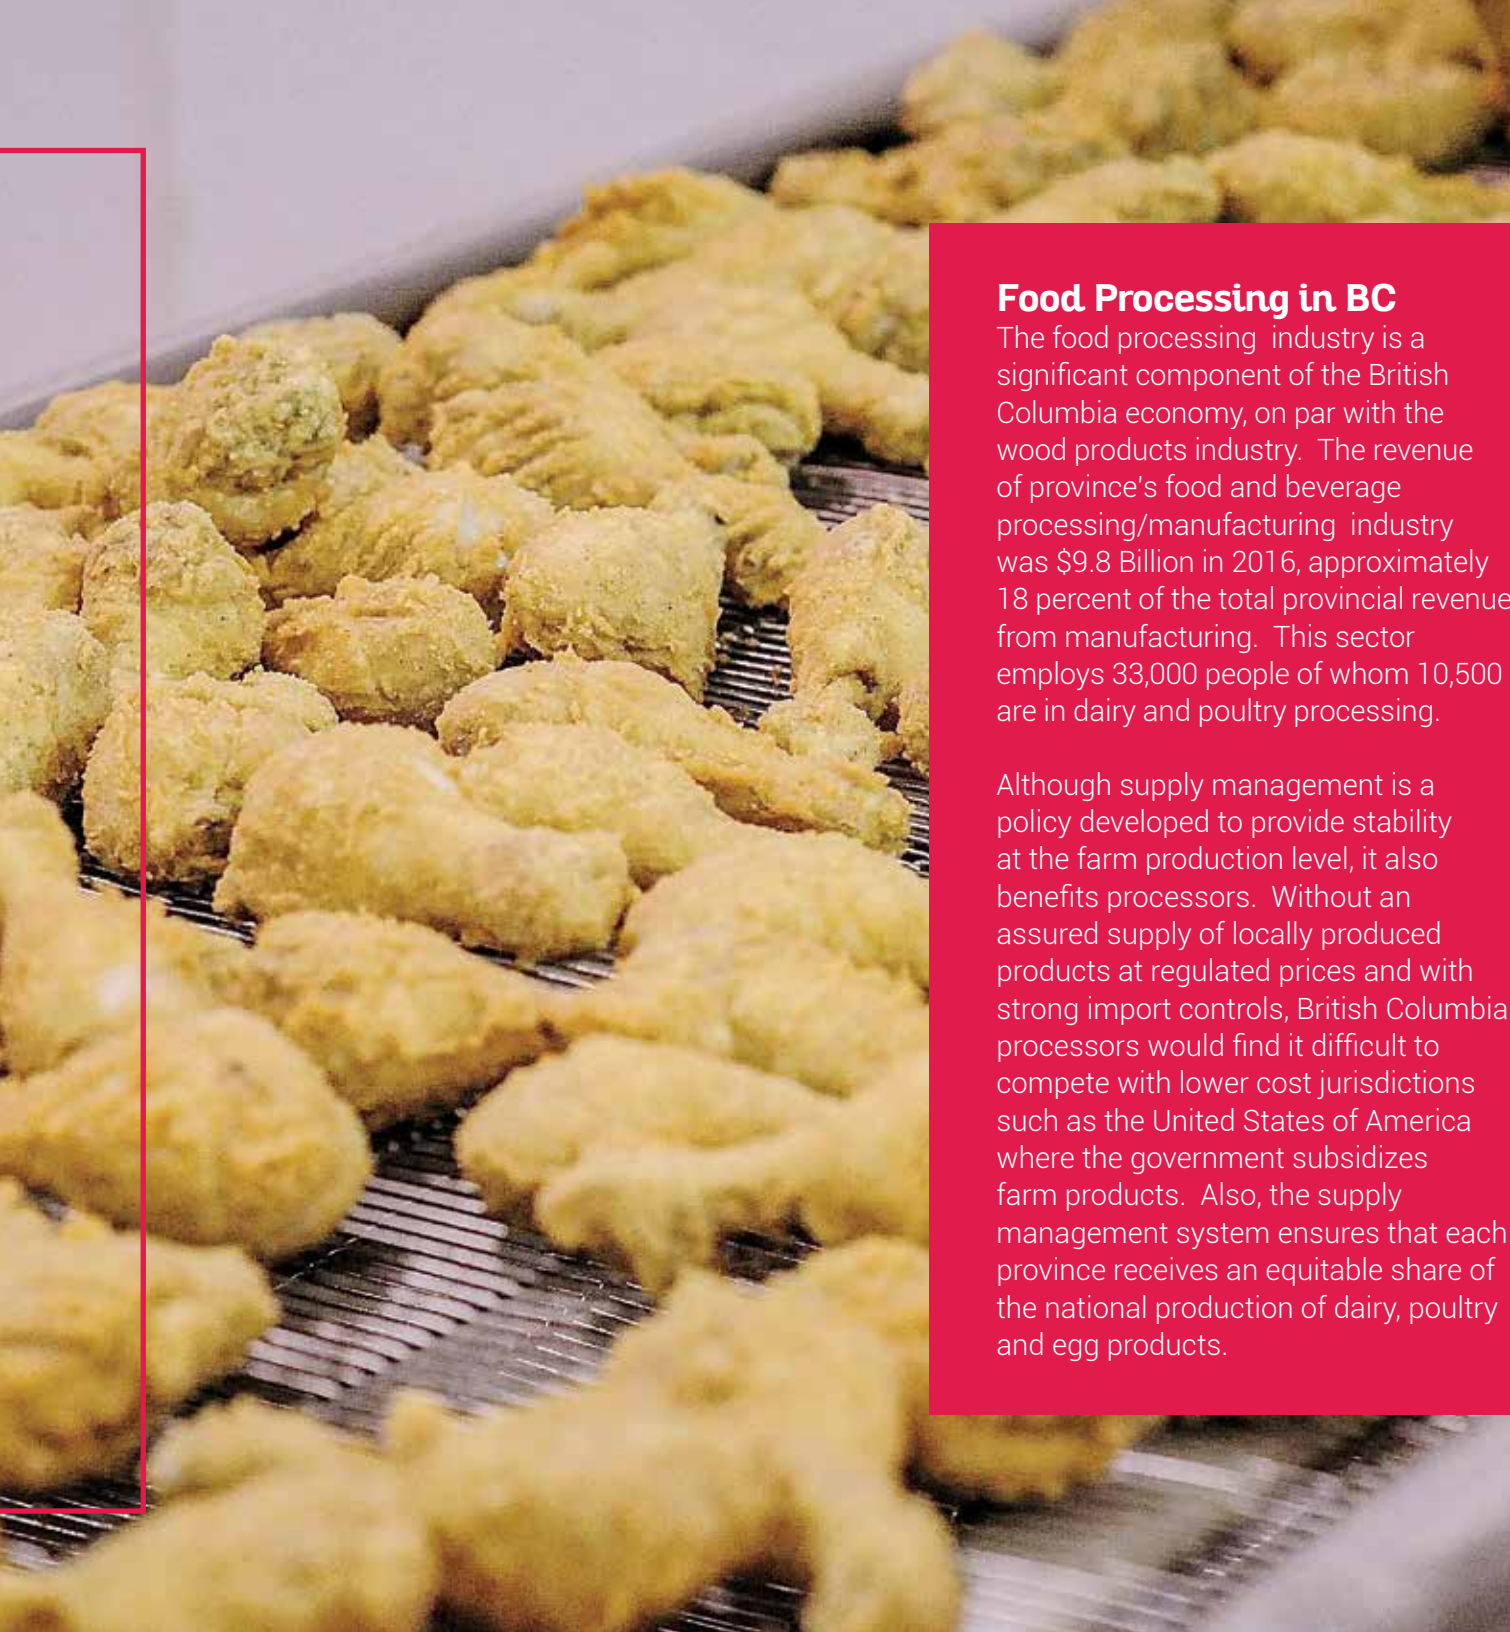 Food Processing in BC
The food processing  industry is a
significant component of the British
Columbia economy, on par with the
wood products industry.  The revenue
of province's food and beverage
processing/manufacturing  industry
was $9.8 Billion in 2016, approximately
18 percent of the total provincial revenue
from manufacturing.  This sector
employs 33,000 people of whom 10,500
are in dairy and poultry processing.

Although supply management is a
policy developed to provide stability
at the farm production level, it also
benefits processors.  Without an
assured supply of locally produced
products at regulated prices and with
strong import controls, British Columbia
processors would find it difficult to
compete with lower cost jurisdictions
such as the United States of America
where the government subsidizes
farm products.  Also, the supply
management system ensures that each
province receives an equitable share of
the national production of dairy, poultry
and egg products.